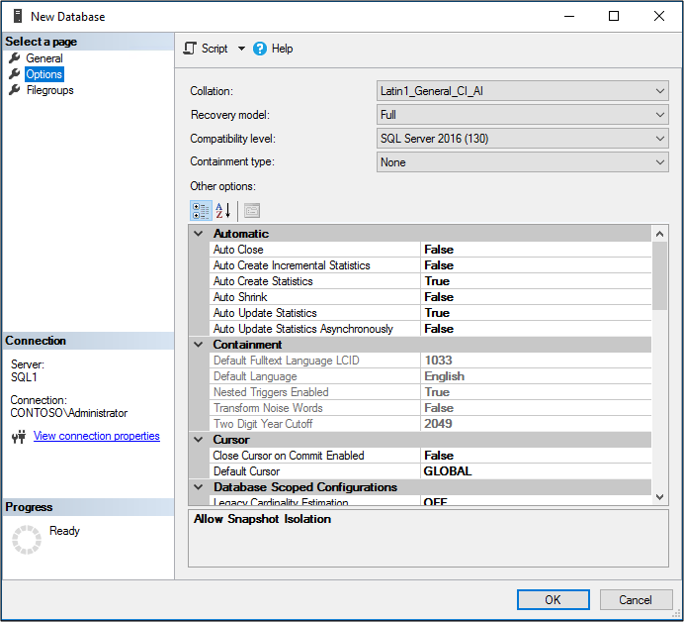 New Database
Select a page
General
Options
Filegroups
Script
Help
Collation: Latin1_General_CI_AI
Recovery model: Full
Compatibility level: SQL Server 2016 (130)
Containment type: None
Other options:
Automatic
Auto Close False
Auto Create Incremental Statistics False
Auto Create Statistics True
Auto Shrink False
Auto Update Statistics True
Auto Update Statistics Asynchronously False
Containment
Default Fulltext Language LCID 1033
Default Language English
Nested Triggers Enabled True
Transform Noise Words False
Two Digit Year Cutoff 2049
Cursor
Close Cursor on Commit Enabled False
Default Cursor GLOBAL
Database Scoped Configurations
Legacy Cardinality Estimation OFF
Allow Snapshot Isolation
Connection
Server:
SQL1
Connection:
CONTOSO\Administrator
View connection properties
Progress
Ready
OK
Cancel